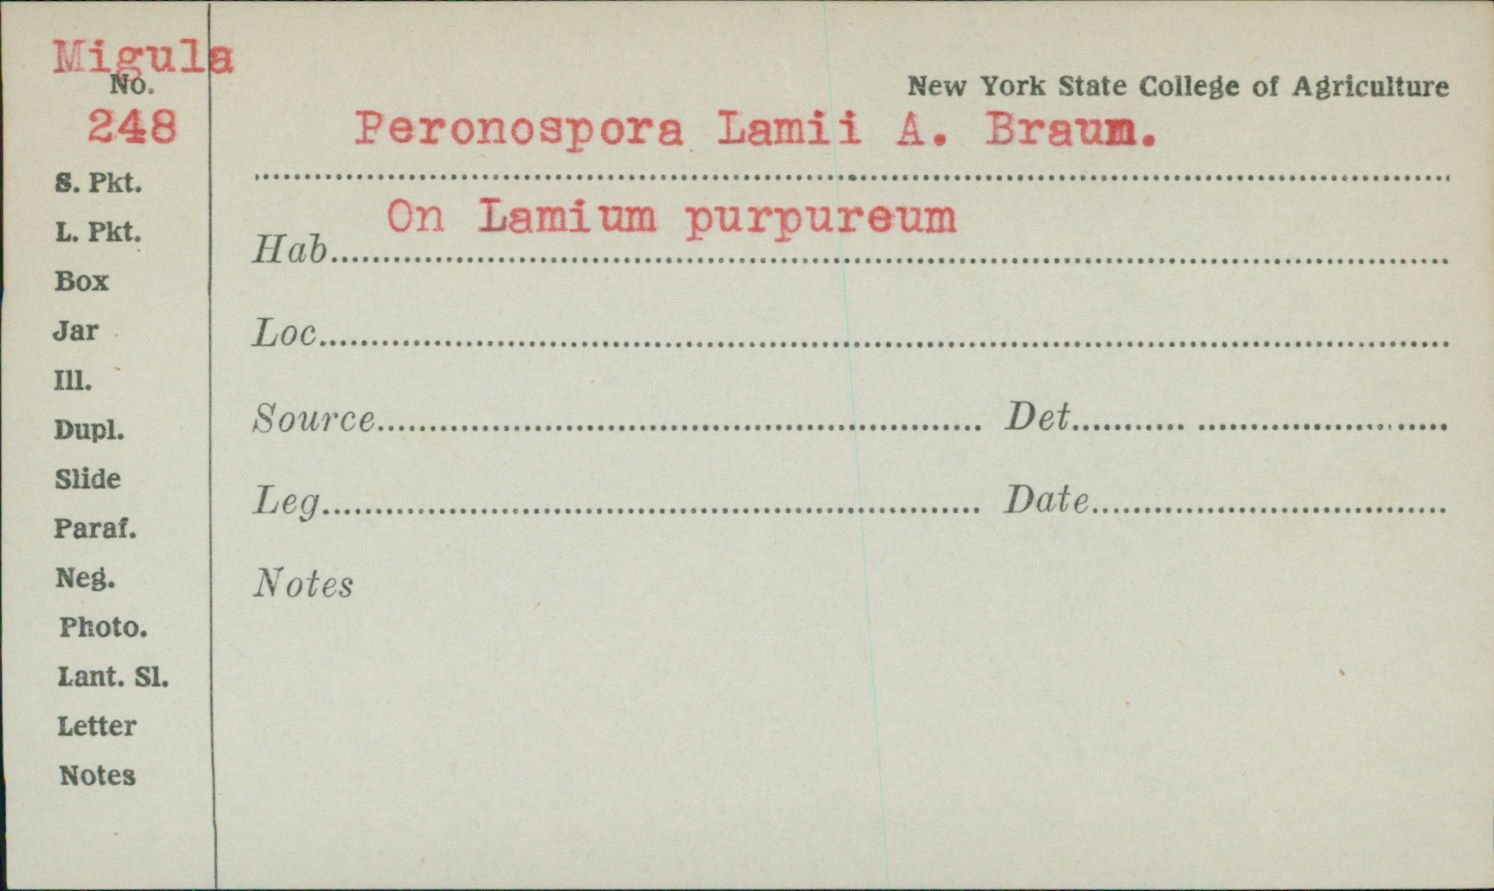 Migula
No.
248
S. Pkt.
L. Pkt.
Box
Jar
Ill.
Dupl.
Slide
Paraf.
Neg.
Photo.
Lant. Sl.
Letter
Notes
New York State College of Agriculture
Peronospora Lamii A. Braun.
On Lamium purpureum
Hab
Loc
Source Det
Leg Date
Notes